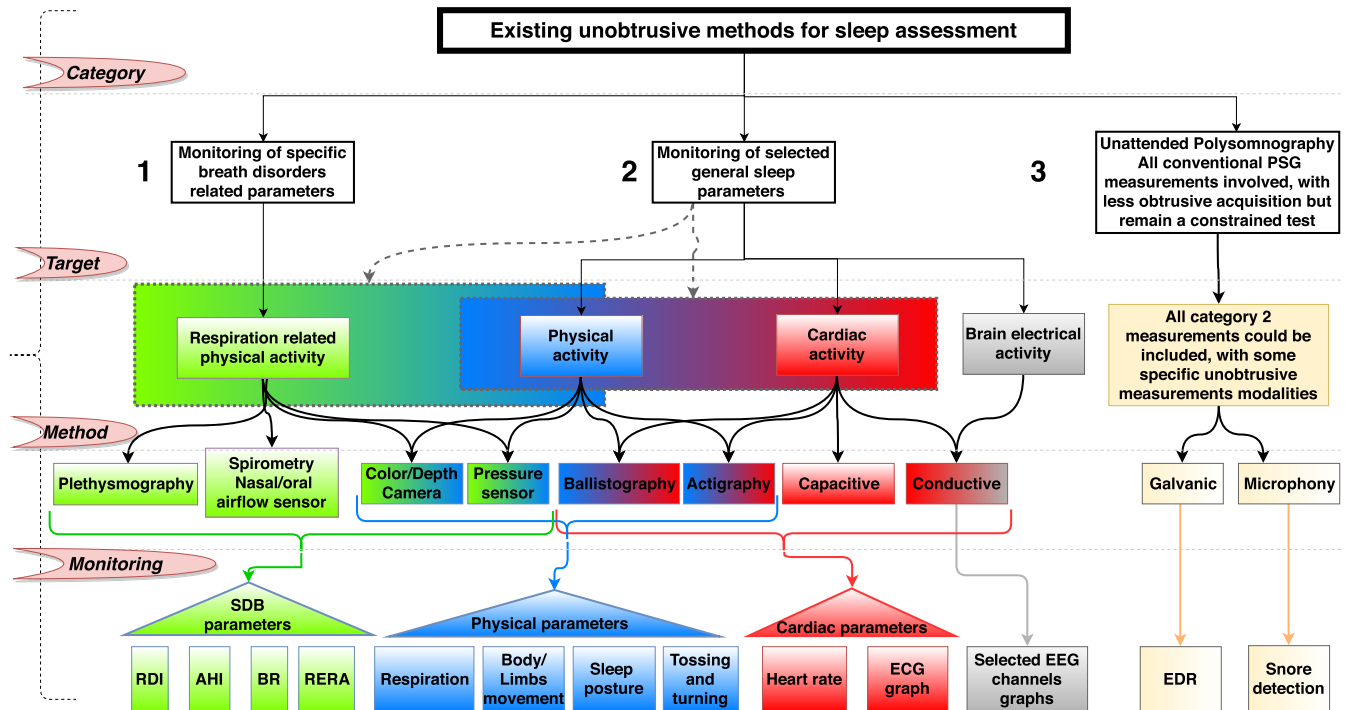 Existing unobtrusive methods for sleep assessment
Category
1
Monitoring of specific
breath disorders
related parameters
2
Monitoring of selected
general sleep
parameters
3
Unattended Polysomnography
All conventional PSG
measurements involved, with
less obtrusive acquisition but
remain a constrained test
Target
Respiration related
physical activity
Physical
activity
Cardiac
activity
Brain electrical
activity
All category 2
measurements could be
included, with some
specific unobtrusive
measurements modalities
Method
Plethysmography
Spirometry
Nasal/oral
airflow sensor
Color/Depth
Camera
Pressure
sensor
Ballistography
Actigraphy
Capacitive
Conductive
Galvanic
Microphony
Monitoring
SDB
parameters
Physical parameters
Cardiac parameters
RDI
AHI
BR
RERA
Respiration
Body/
Limbs
movement
Sleep
posture
Tossing
and
turning
Heart rate
ECG
graph
Selected EEG
channels
graphs
EDR
Snore
detection